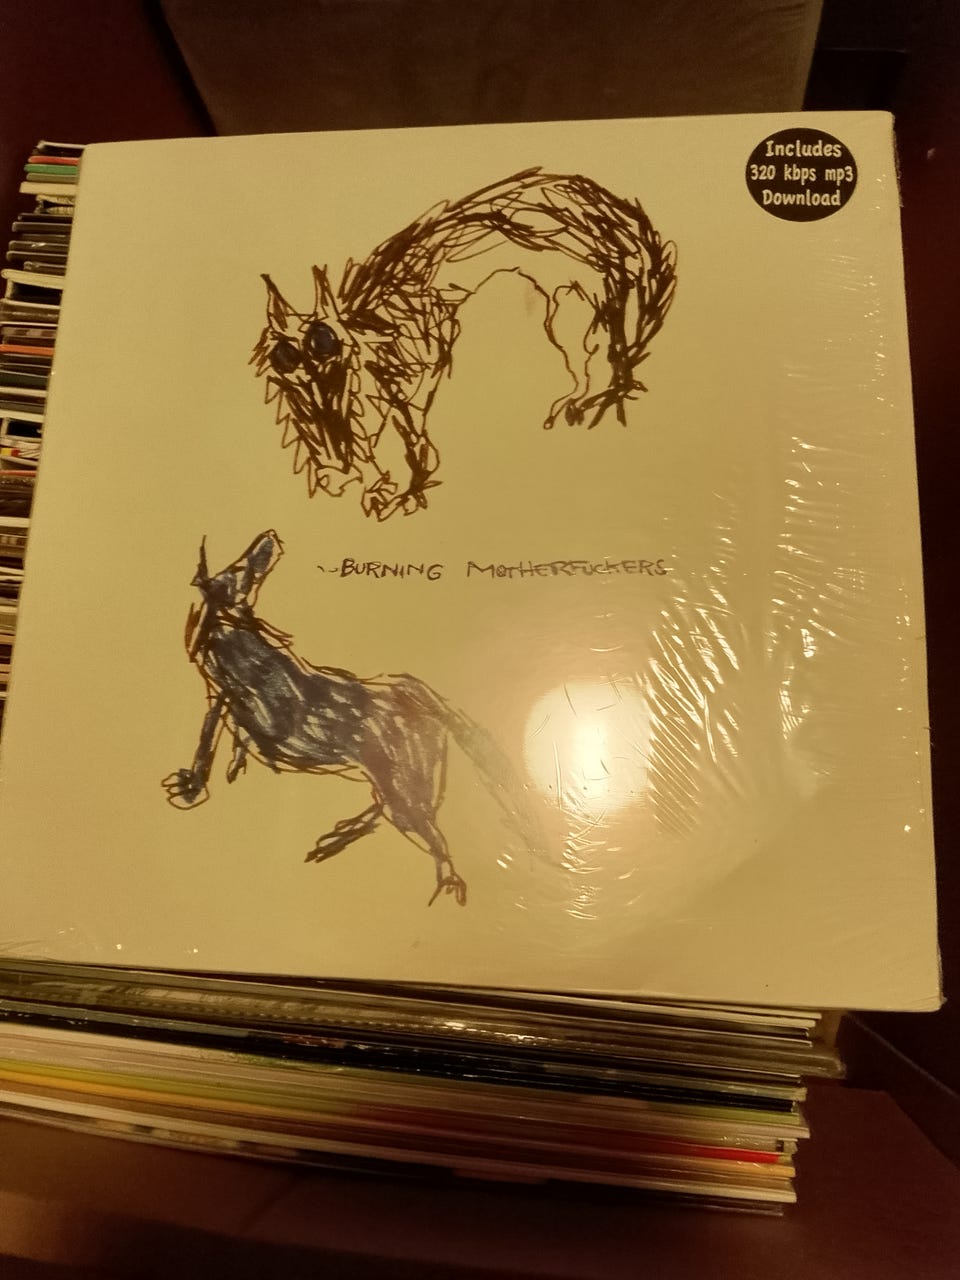 Includes
320 kbps mp3
Download
BURNING MOTHERFUCKERS